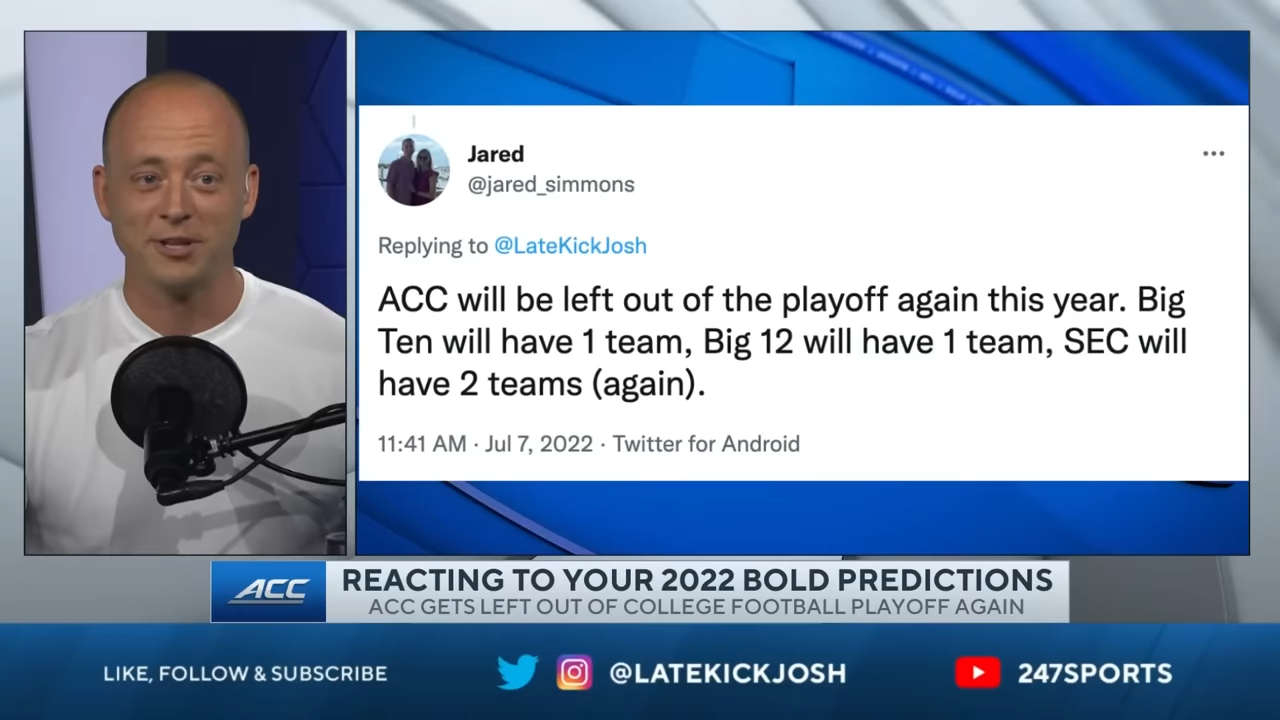 Jared
@jared_simmons
Replying to @LateKickJosh
ACC will be left out of the playoff again this year. Big
Ten will have 1 team, Big 12 will have 1 team, SEC will
have 2 teams (again).
11:41 AM · Jul 7, 2022 · Twitter for Android
ACC
REACTING TO YOUR 2022 BOLD PREDICTIONS
ACC GETS LEFT OUT OF COLLEGE FOOTBALL PLAYOFF AGAIN
LIKE, FOLLOW & SUBSCRIBE
@LATEKICKJOSH
247SPORTS